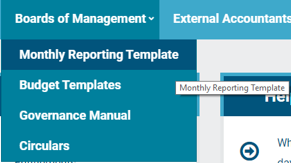 Boards of Management External Accountants
Monthly Reporting Template
Budget Templates
Monthly Reporting Template
Governance Manual
Circulars